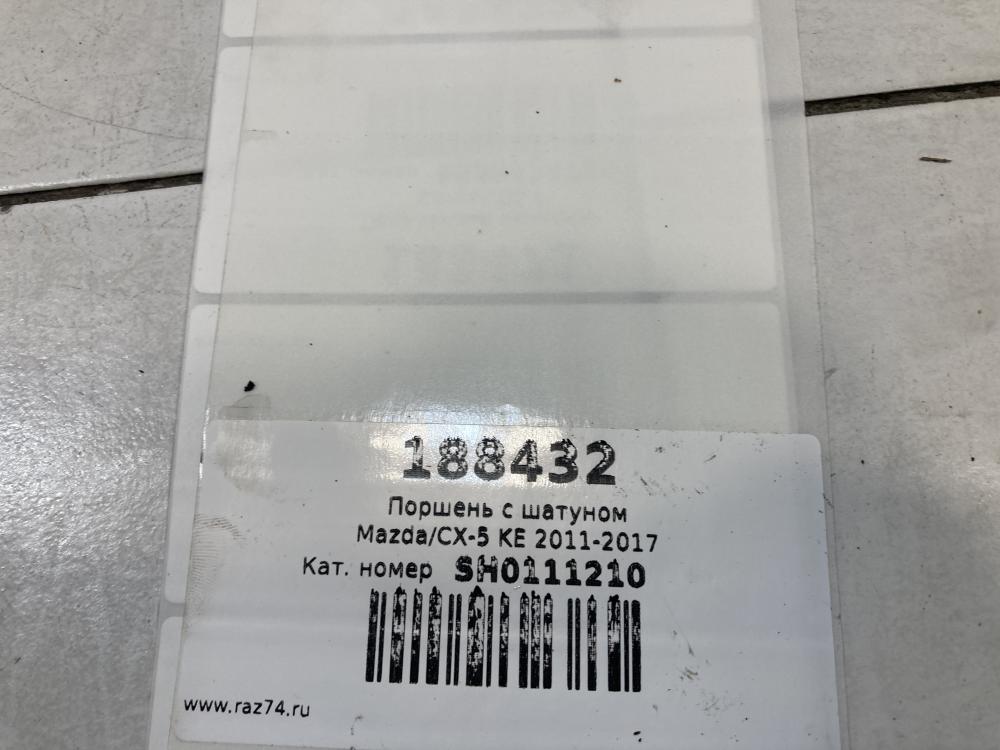 188432
Поршень с шатуном
Mazda/CX-5 KE 2011-2017
Кат. номер SH0111210
www.raz74.ru